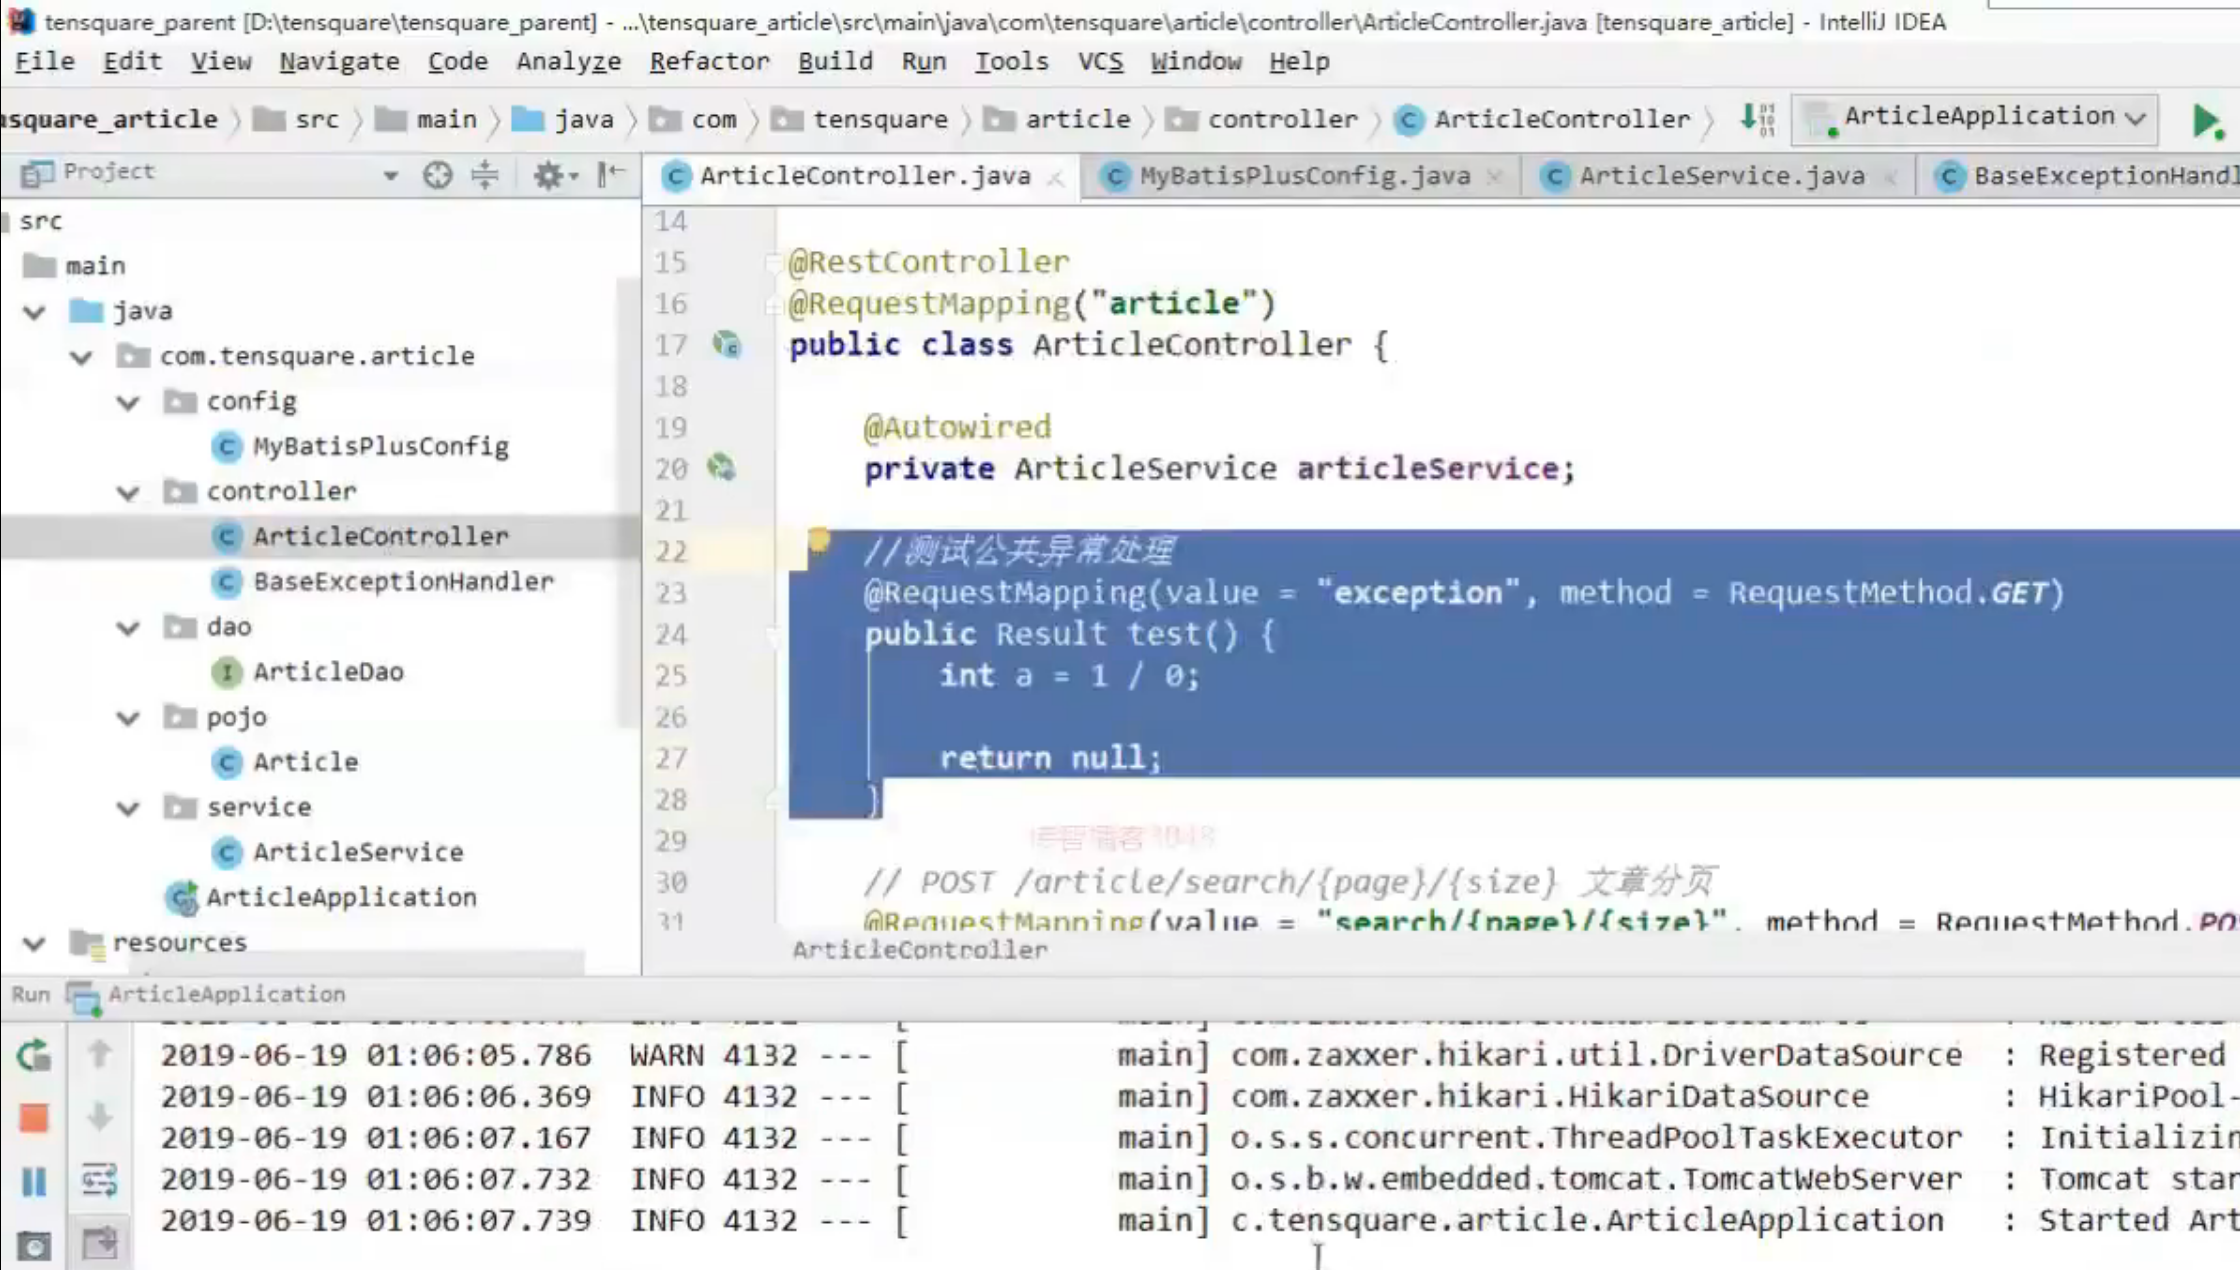 tensquare_parent [D:\tensquare\tensquare_parent] - ...\tensquare_article\src\main\java\com\tensquare\article\controller\ArticleController.java [tensquare_article] - IntelliJ IDEA
File Edit View Navigate Code Analyze Refactor Build Run Tools VCS Window Help
nsquare_article src main java com tensquare article controller ArticleController ArticleApplication
Project
ArticleController.java MyBatisPlusConfig.java ArticleService.java BaseExceptionHandl
src
main
java
com.tensquare.article
config
MyBatisPlusConfig
controller
ArticleController
BaseExceptionHandler
dao
ArticleDao
pojo
Article
service
ArticleService
ArticleApplication
resources
14
15 @RestController
16 @RequestMapping("article")
17 public class ArticleController {
18
19 @Autowired
20 private ArticleService articleService;
21
22 //测试公共异常处理
23 @RequestMapping(value = "exception", method = RequestMethod.GET)
24 public Result test() {
25 int a = 1 / 0;
26
27 return null;
28 }
29
30 // POST /article/search/{page}/{size} 文章分页
31 @RequestMapping(value = "search/{page}/{size}", method = RequestMethod.PO
ArticleController
Run ArticleApplication
2019-06-19 01:06:05.786 WARN 4132 --- [ main] com.zaxxer.hikari.util.DriverDataSource : Registered
2019-06-19 01:06:06.369 INFO 4132 --- [ main] com.zaxxer.hikari.HikariDataSource : HikariPool-
2019-06-19 01:06:07.167 INFO 4132 --- [ main] o.s.s.concurrent.ThreadPoolTaskExecutor : Initializin
2019-06-19 01:06:07.732 INFO 4132 --- [ main] o.s.b.w.embedded.tomcat.TomcatWebServer : Tomcat star
2019-06-19 01:06:07.739 INFO 4132 --- [ main] c.tensquare.article.ArticleApplication : Started Art